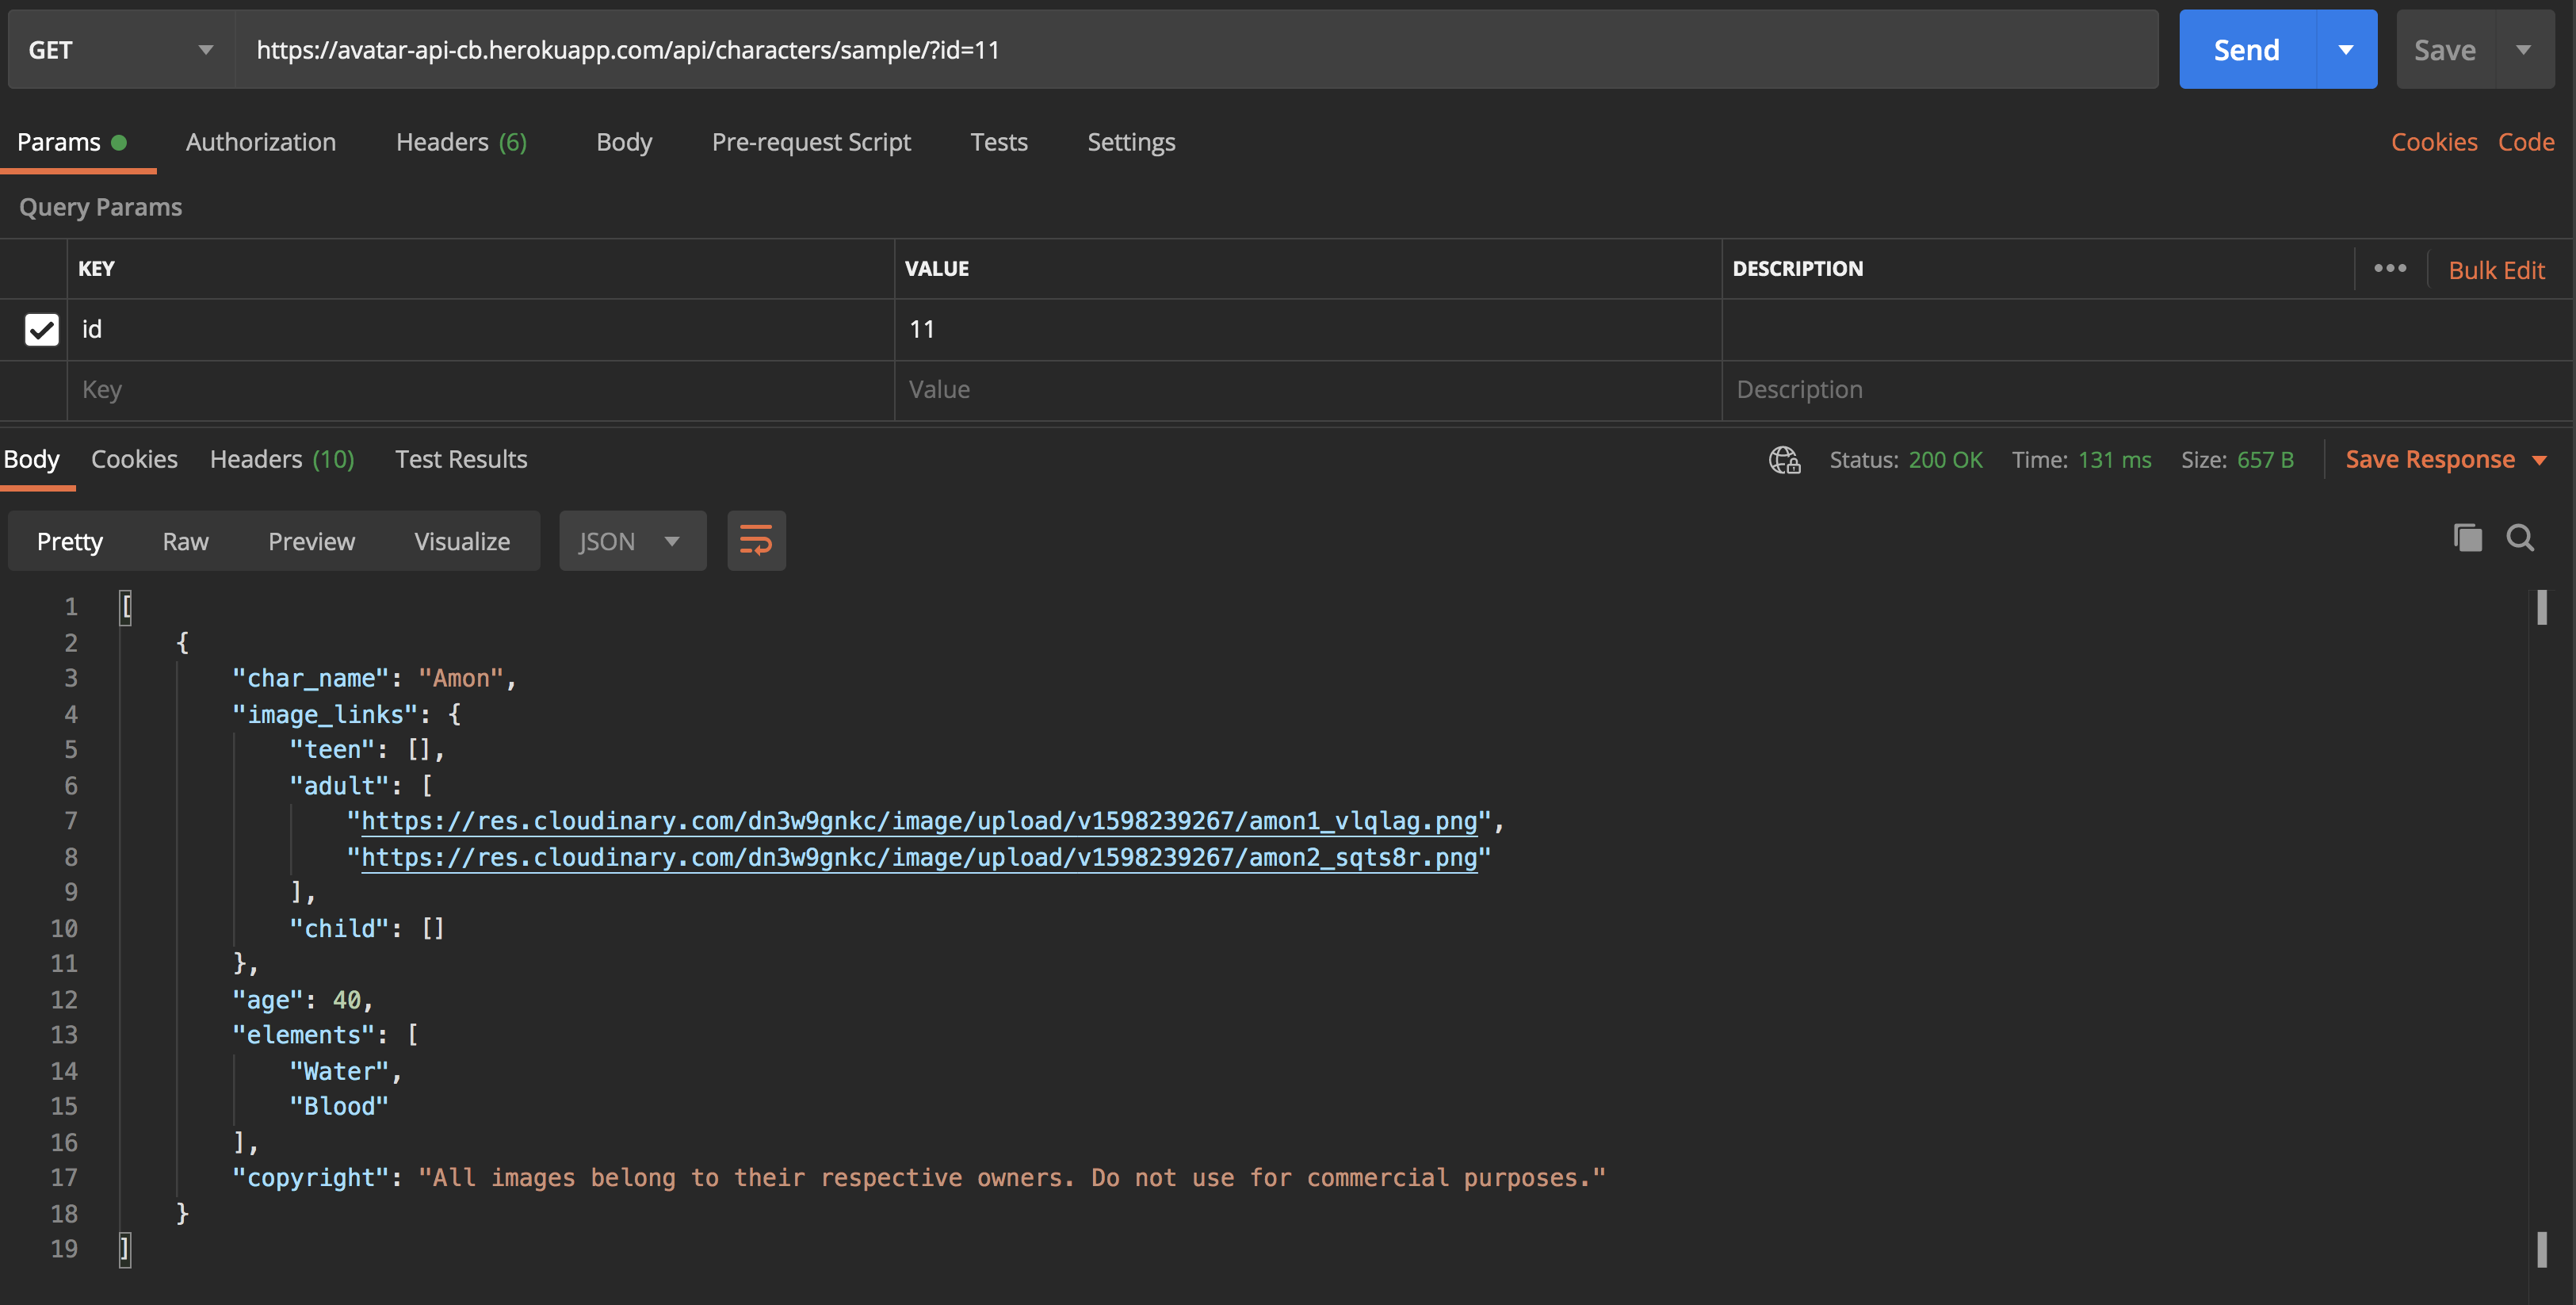 GET https://avatar-api-cb.herokuapp.com/api/characters/sample/?id=11 Send Save
Params Authorization Headers (6) Body Pre-request Script Tests Settings Cookies Code
Query Params
KEY VALUE DESCRIPTION ••• Bulk Edit
id 11
Key Value Description
Body Cookies Headers (10) Test Results Status: 200 OK Time: 131 ms Size: 657 B Save Response
Pretty Raw Preview Visualize JSON
1 [
2 {
3 "char_name": "Amon",
4 "image_links": {
5 "teen": [],
6 "adult": [
7 "https://res.cloudinary.com/dn3w9gnkc/image/upload/v1598239267/amon1_vlqlag.png",
8 "https://res.cloudinary.com/dn3w9gnkc/image/upload/v1598239267/amon2_sqts8r.png"
9 ],
10 "child": []
11 },
12 "age": 40,
13 "elements": [
14 "Water",
15 "Blood"
16 ],
17 "copyright": "All images belong to their respective owners. Do not use for commercial purposes."
18 }
19 ]